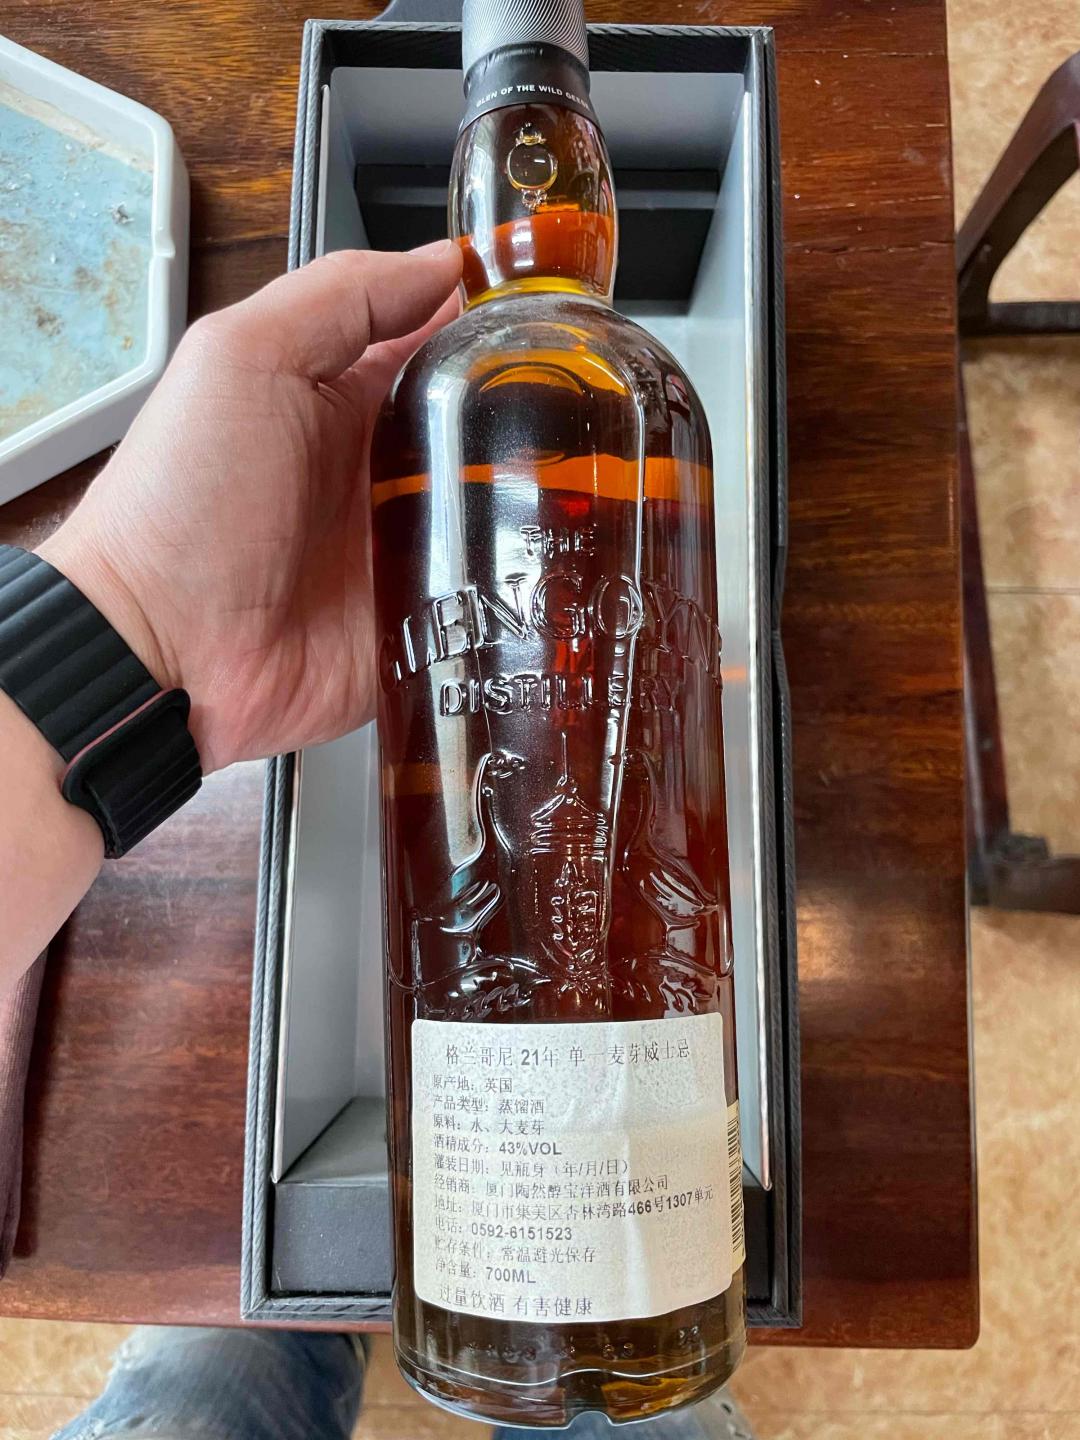 GLEN OF THE WILD GEESE
THE
GLENGOYNE
DISTILLERY
格兰哥尼 21年 单一麦芽威士忌
原产地：英国
产品类型：蒸馏酒
原料：水、大麦芽
酒精成分：43%VOL
灌装日期：见瓶身（年/月/日）
经销商：厦门陶然醇宝洋酒有限公司
地址：厦门市集美区杏林湾路466号1307单元
电话：0592-6151523
贮存条件：常温避光保存
净含量：700ML
过量饮酒 有害健康